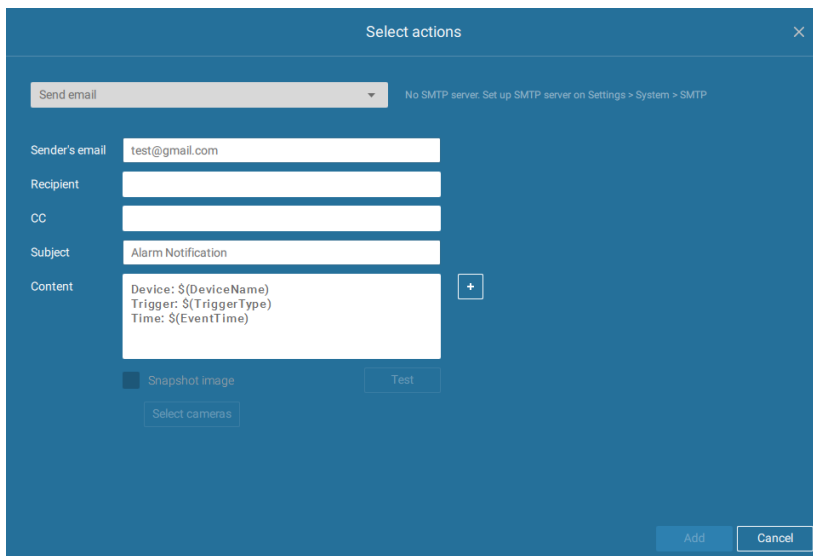 Select actions
Send email
No SMTP server. Set up SMTP server on Settings > System > SMTP
Sender's email test@gmail.com
Recipient
CC
Subject Alarm Notification
Content Device: $(DeviceName)
Trigger: $(TriggerType)
Time: $(EventTime)
Snapshot image Test
Select cameras
Add Cancel